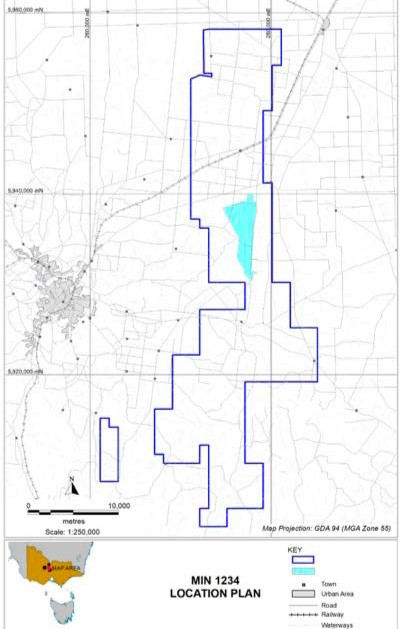 5,960,000 mN
260,000 mE
280,000 mE
5,940,000 mN
5,920,000 mN
N
0 10,000
metres
Scale: 1:250,000
Map Projection: GDA 94 (MGA Zone 55)
MAP AREA
MIN 1234
LOCATION PLAN
KEY
Town
Urban Area
Road
Railway
Waterways